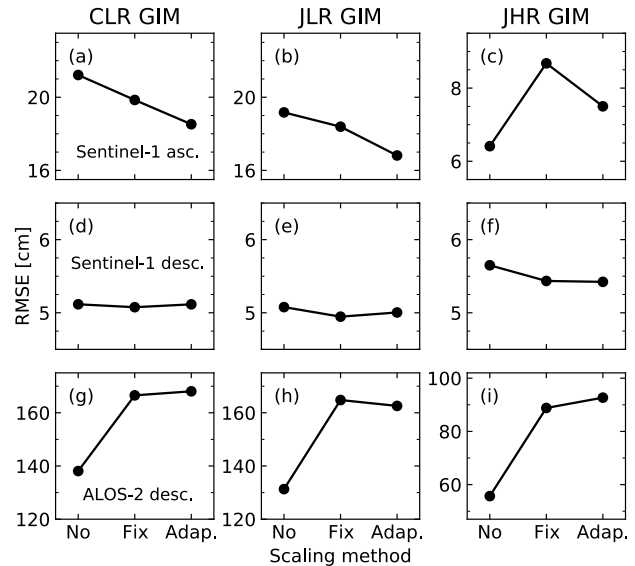 CLR GIM JLR GIM JHR GIM
(a) (b) (c)
20 20 8
Sentinel-1 asc.
16 16 6
(d) (e) (f)
6 6 6
Sentinel-1 desc.
RMSE [cm]
5 5 5
(g) (h) (i)
100
160 160 80
140 140 60
ALOS-2 desc.
120 120
No Fix Adap. No Fix Adap. No Fix Adap.
Scaling method